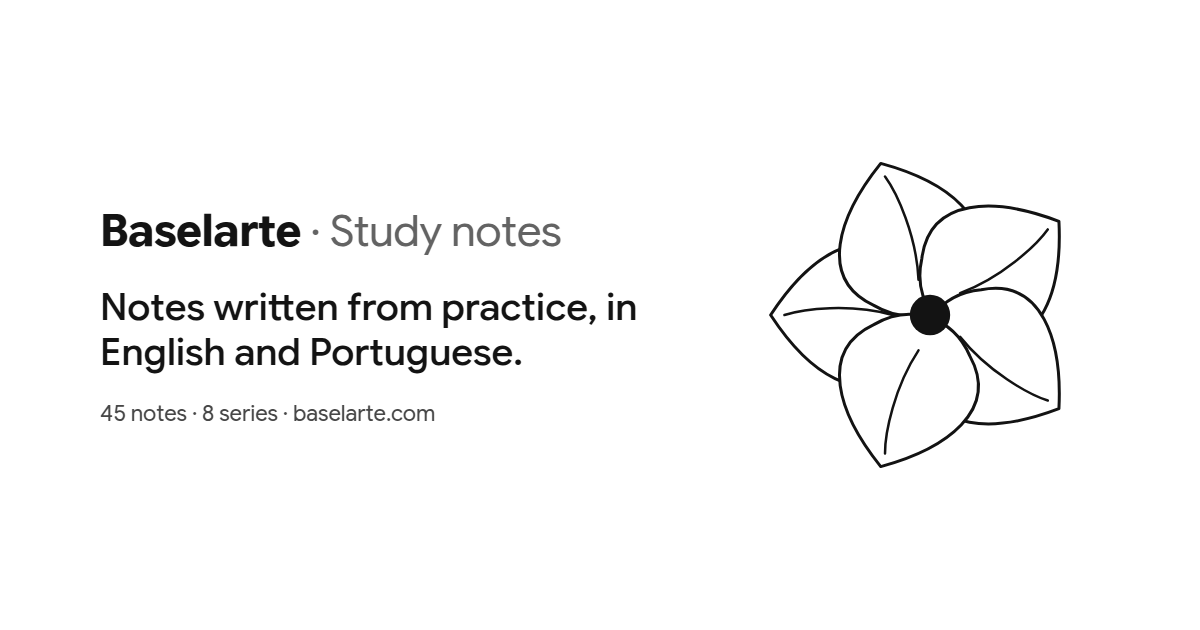 Baselarte · Study notes
Notes written from practice, in
English and Portuguese.
45 notes · 8 series · baselarte.com